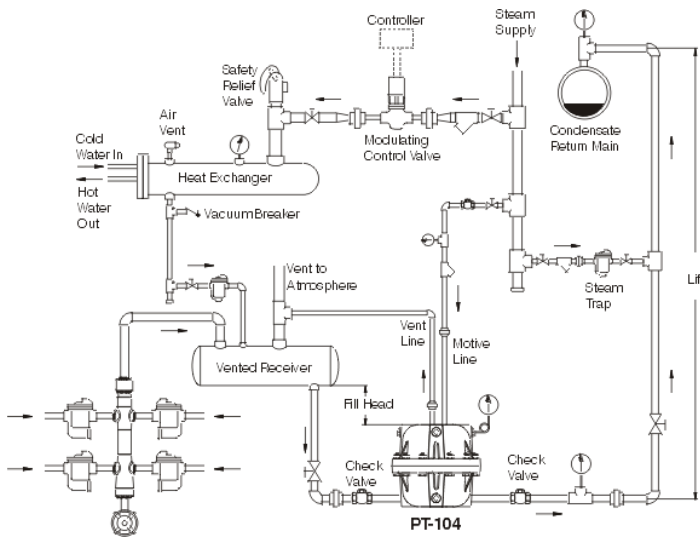 Controller
Steam
Supply
Safety
Relief
Valve
Air
Vent
Modulating
Control Valve
Condensate
Return Main
Cold
Water In
Heat Exchanger
Hot
Water
Out
Vacuum Breaker
Vent to
Atmosphere
Steam
Trap
Lif
Vent
Line
Motive
Line
Vented Receiver
Fill Head
Check
Valve
Check
Valve
PT-104